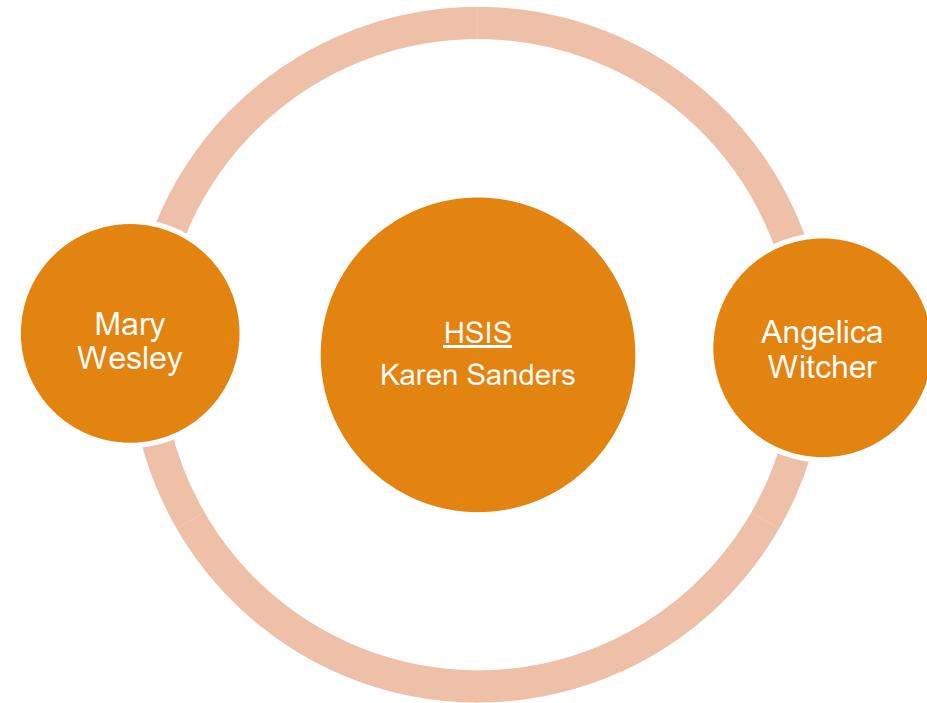 Mary
Wesley
HSIS
Karen Sanders
Angelica
Witcher